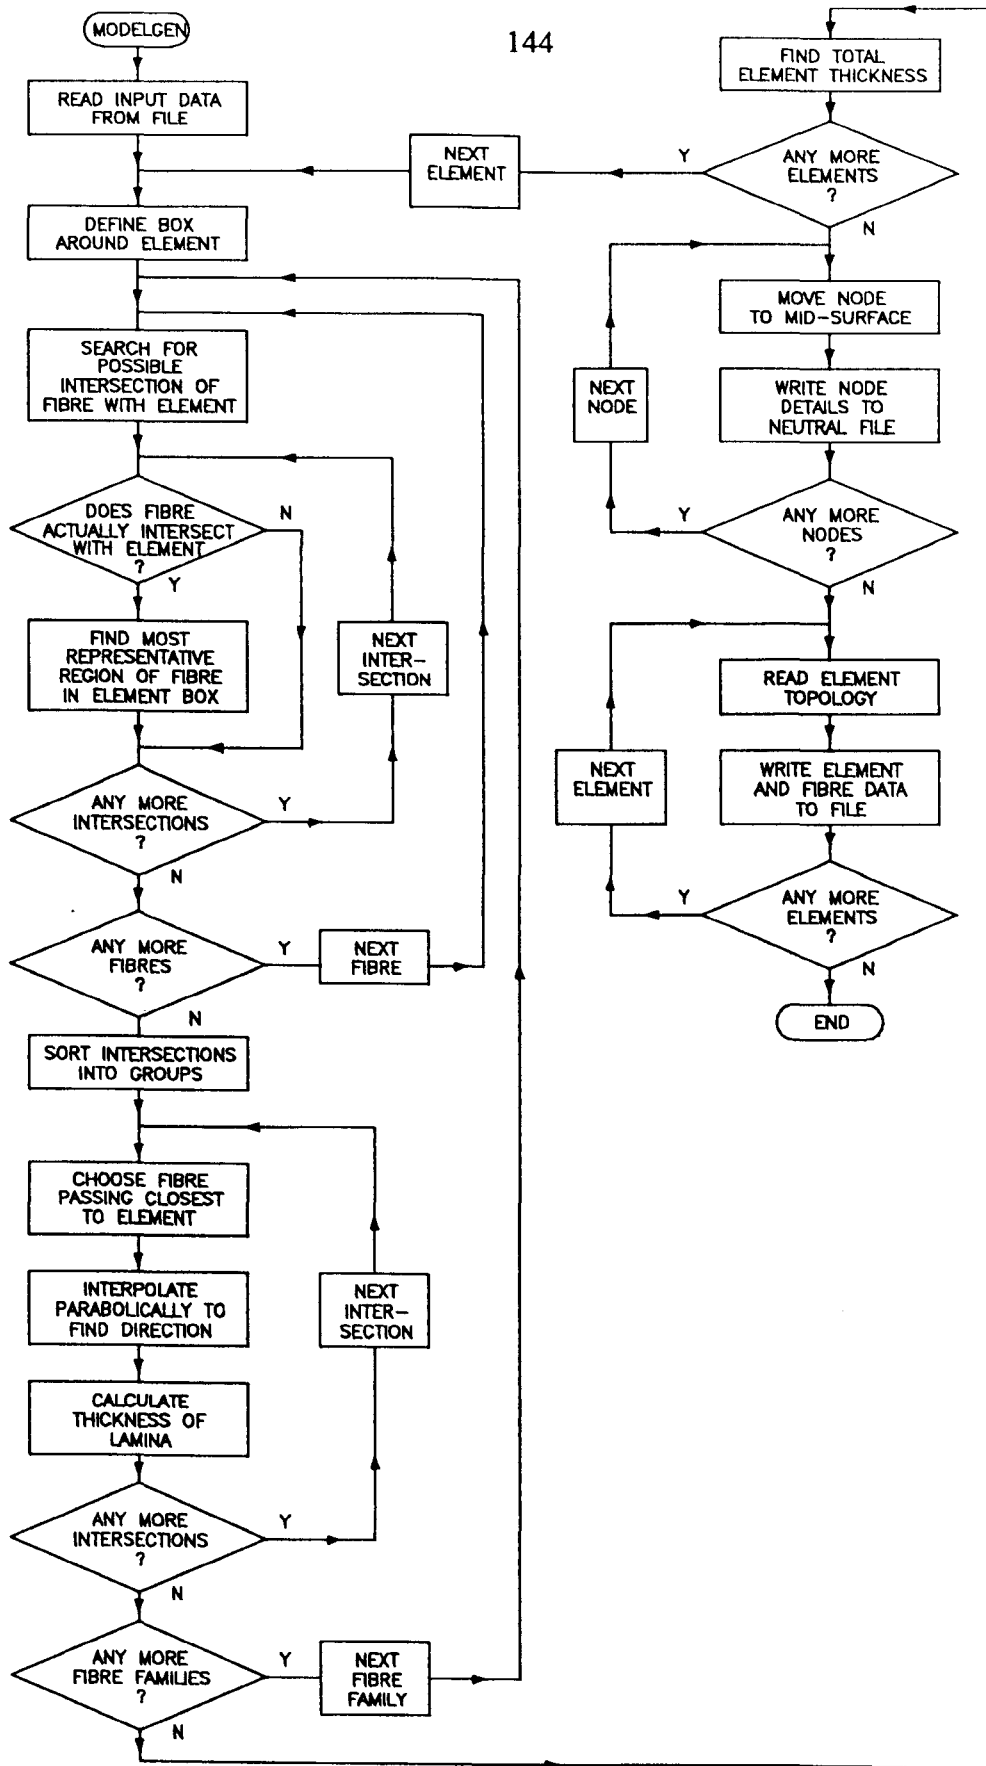 144
MODELGEN
READ INPUT DATA
FROM FILE
DEFINE BOX
AROUND ELEMENT
SEARCH FOR
POSSIBLE
INTERSECTION OF
FIBRE WITH ELEMENT
DOES FIBRE
ACTUALLY INTERSECT
WITH ELEMENT
?
N
Y
FIND MOST
REPRESENTATIVE
REGION OF FIBRE
IN ELEMENT BOX
NEXT
INTER-
SECTION
ANY MORE
INTERSECTIONS
?
Y
N
ANY MORE
FIBRES
?
Y
NEXT
FIBRE
N
SORT INTERSECTIONS
INTO GROUPS
CHOOSE FIBRE
PASSING CLOSEST
TO ELEMENT
INTERPOLATE
PARABOLICALLY TO
FIND DIRECTION
NEXT
INTER-
SECTION
CALCULATE
THICKNESS OF
LAMINA
ANY MORE
INTERSECTIONS
?
Y
N
ANY MORE
FIBRE FAMILIES
?
Y
NEXT
FIBRE
FAMILY
N
FIND TOTAL
ELEMENT THICKNESS
ANY MORE
ELEMENTS
?
Y
NEXT
ELEMENT
N
MOVE NODE
TO MID-SURFACE
NEXT
NODE
WRITE NODE
DETAILS TO
NEUTRAL FILE
ANY MORE
NODES
?
Y
N
READ ELEMENT
TOPOLOGY
NEXT
ELEMENT
WRITE ELEMENT
AND FIBRE DATA
TO FILE
ANY MORE
ELEMENTS
?
Y
N
END